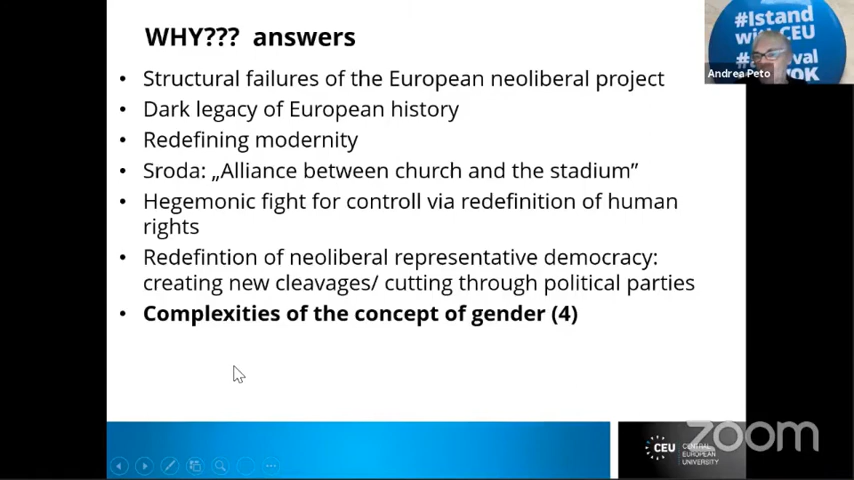 WHY??? answers
• Structural failures of the European neoliberal project
• Dark legacy of European history
• Redefining modernity
• Sroda: „Alliance between church and the stadium”
• Hegemonic fight for controll via redefinition of human
rights
• Redefintion of neoliberal representative democracy:
creating new cleavages/ cutting through political parties
• Complexities of the concept of gender (4)
#Istand
with CEU
Andrea Peto
CEU
CENTRAL
EUROPEAN
UNIVERSITY
zoom